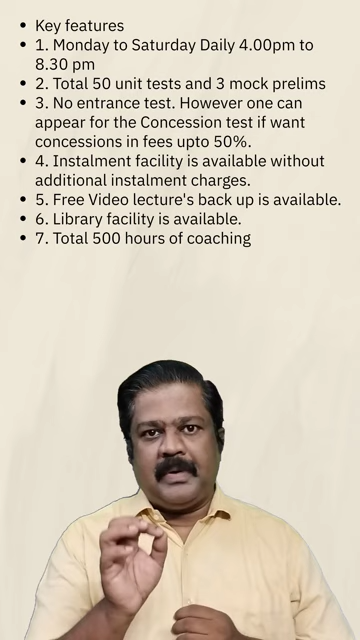 • Key features
• 1. Monday to Saturday Daily 4.00pm to
8.30 pm
• 2. Total 50 unit tests and 3 mock prelims
• 3. No entrance test. However one can
appear for the Concession test if want
concessions in fees upto 50%.
• 4. Instalment facility is available without
additional instalment charges.
• 5. Free Video lecture's back up is available.
• 6. Library facility is available.
• 7. Total 500 hours of coaching